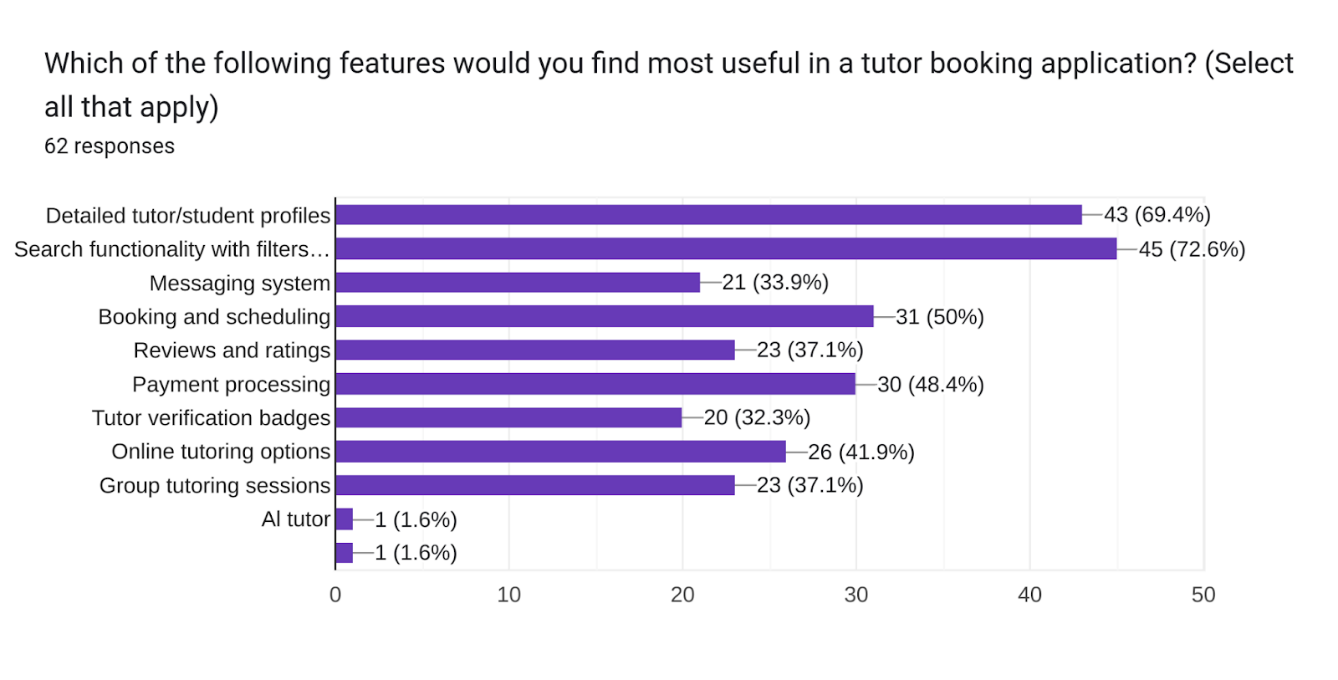 Which of the following features would you find most useful in a tutor booking application? (Select
all that apply)
62 responses
Detailed tutor/student profiles 43 (69.4%)
Search functionality with filters… 45 (72.6%)
Messaging system 21 (33.9%)
Booking and scheduling 31 (50%)
Reviews and ratings 23 (37.1%)
Payment processing 30 (48.4%)
Tutor verification badges 20 (32.3%)
Online tutoring options 26 (41.9%)
Group tutoring sessions 23 (37.1%)
AI tutor 1 (1.6%)
1 (1.6%)
0 10 20 30 40 50